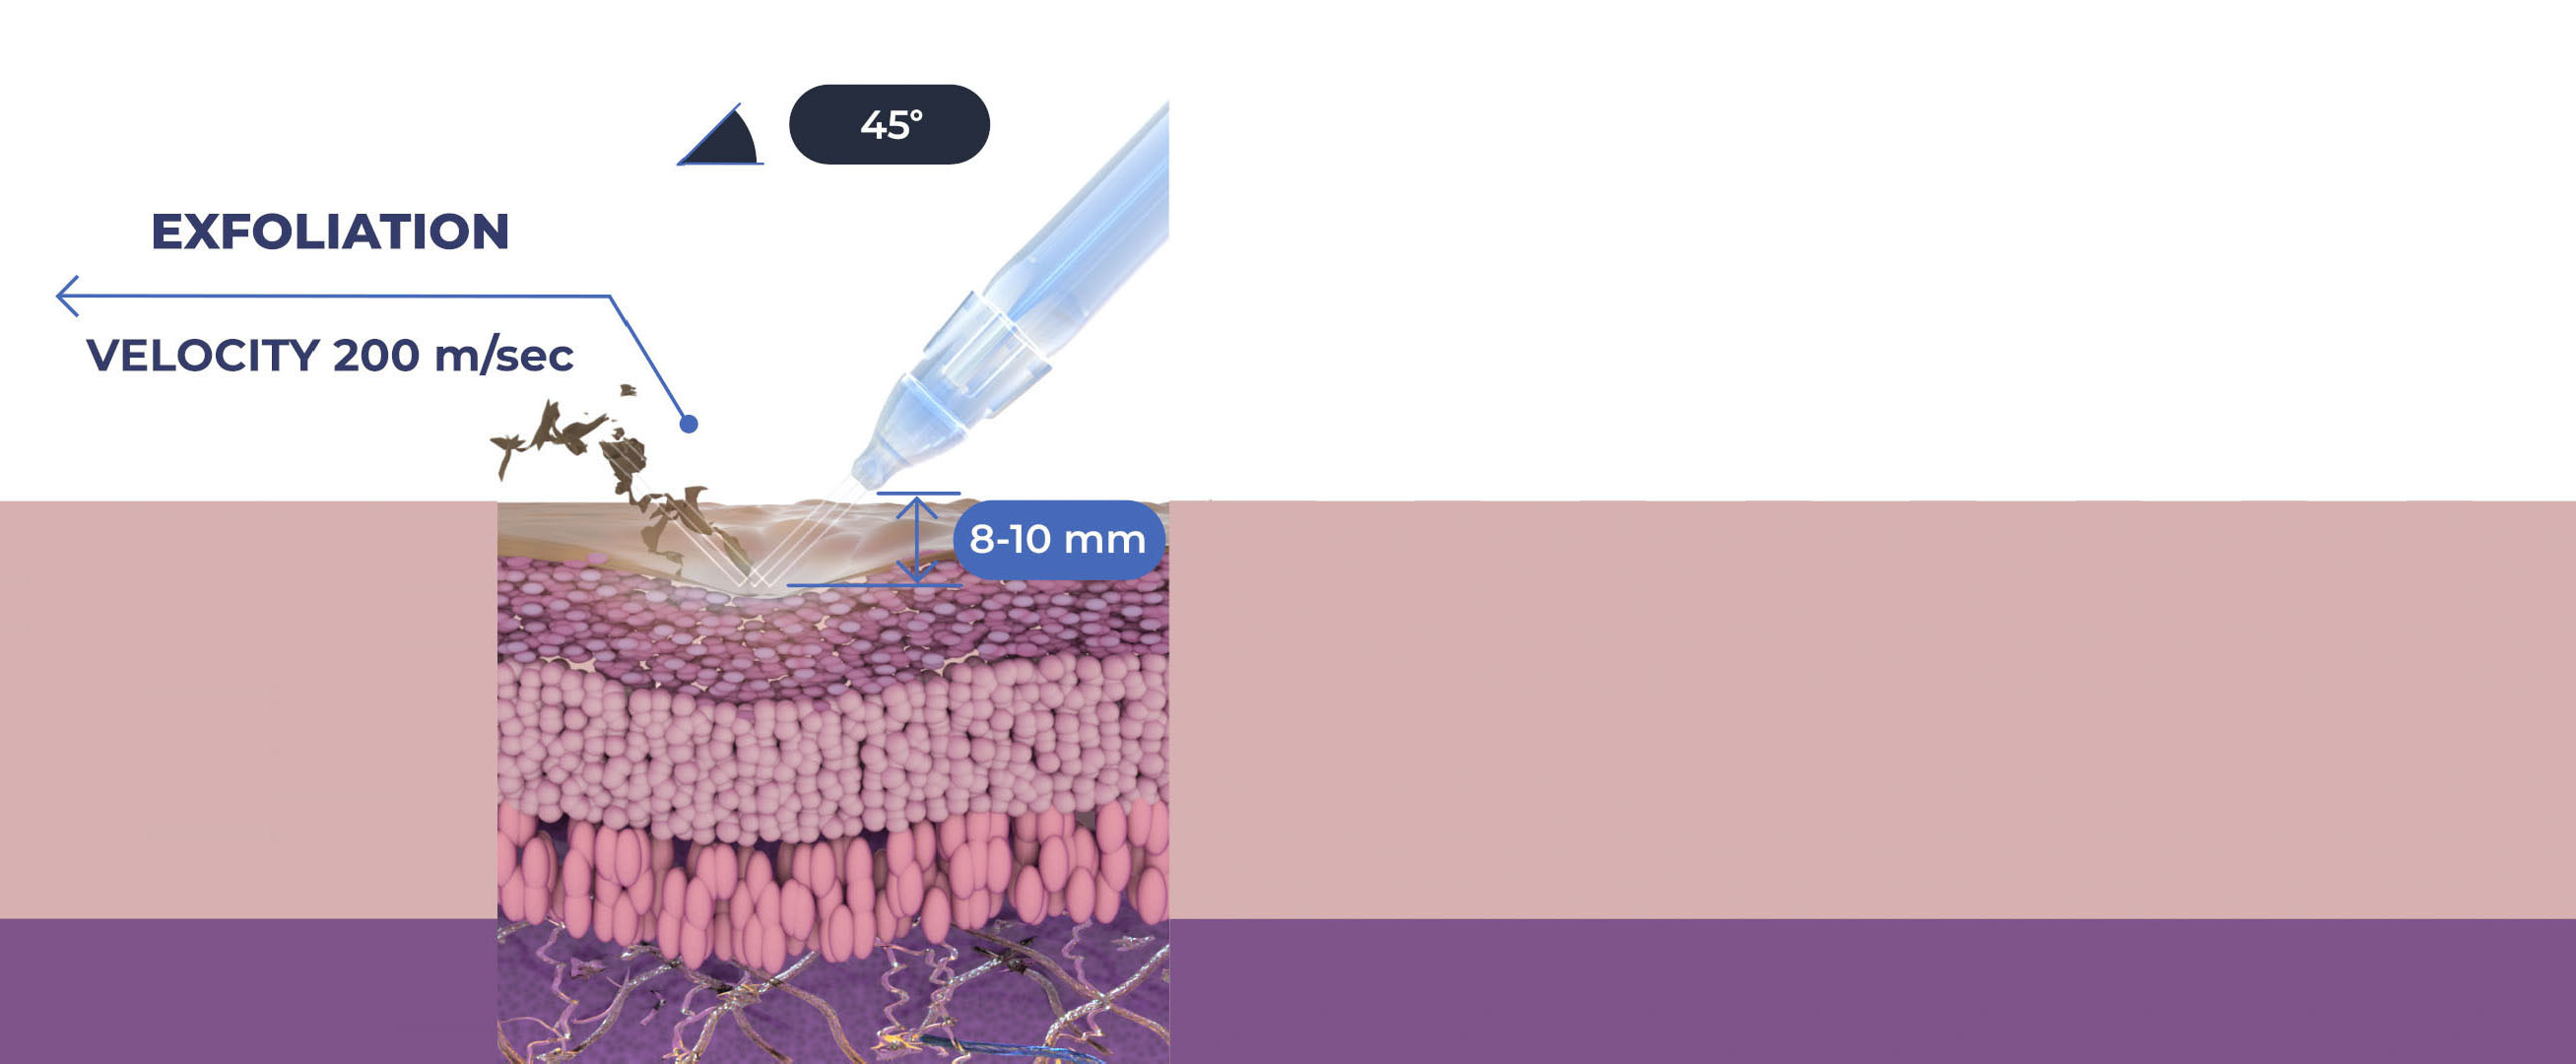 45°
EXFOLIATION
VELOCITY 200 m/sec
8-10 mm